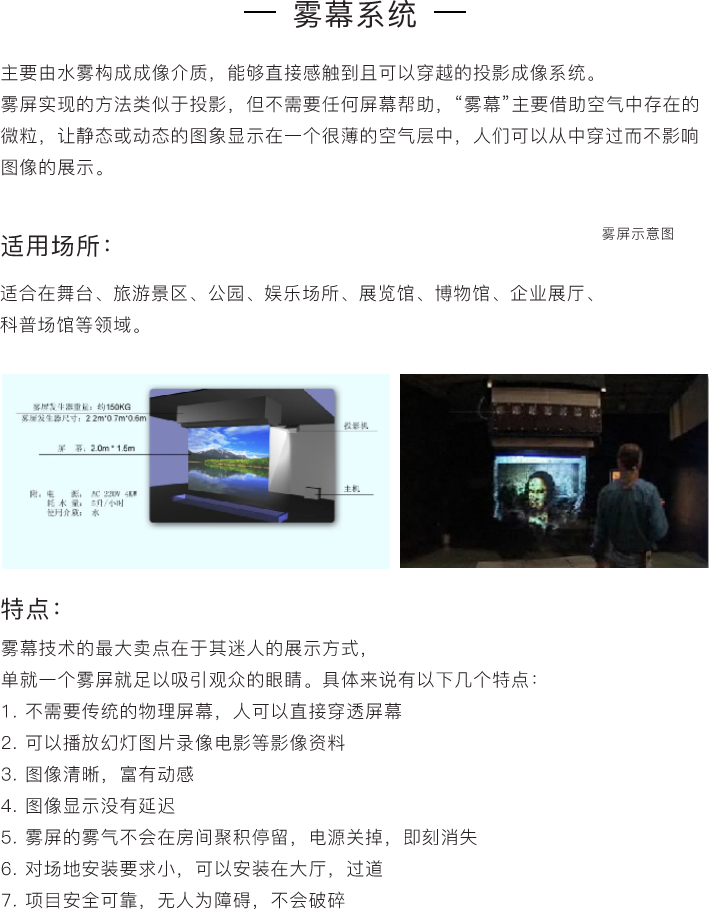 雾幕系统
主要由水雾构成成像介质，能够直接感触到且可以穿越的投影成像系统。
雾屏实现的方法类似于投影，但不需要任何屏幕帮助，“雾幕”主要借助空气中存在的
微粒，让静态或动态的图象显示在一个很薄的空气层中，人们可以从中穿过而不影响
图像的展示。
雾屏示意图
适用场所：
适合在舞台、旅游景区、公园、娱乐场所、展览馆、博物馆、企业展厅、
科普场馆等领域。
雾屏发生器重量：约150KG
雾屏发生器尺寸：2.2m*0.7m*0.6m
投影机
屏 幕：2.0m * 1.5m
主机
附：电 源： AC 220V 4KW
耗 水 量： 5升/小时
使用介质： 水
特点：
雾幕技术的最大卖点在于其迷人的展示方式，
单就一个雾屏就足以吸引观众的眼睛。具体来说有以下几个特点：
1. 不需要传统的物理屏幕，人可以直接穿透屏幕
2. 可以播放幻灯图片录像电影等影像资料
3. 图像清晰，富有动感
4. 图像显示没有延迟
5. 雾屏的雾气不会在房间聚积停留，电源关掉，即刻消失
6. 对场地安装要求小，可以安装在大厅，过道
7. 项目安全可靠，无人为障碍，不会破碎